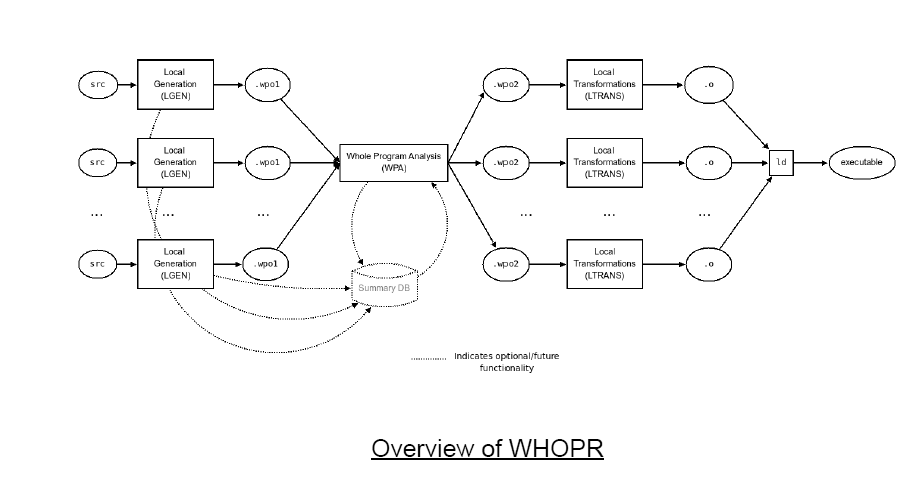 src
Local
Generation
(LGEN)
.wpo1
.wpo2
Local
Transformations
(LTRANS)
.o
src
Local
Generation
(LGEN)
.wpo1
Whole Program Analysis
(WPA)
.wpo2
Local
Transformations
(LTRANS)
.o
ld
executable
...
...
...
...
...
...
src
Local
Generation
(LGEN)
.wpo1
Summary DB
.wpo2
Local
Transformations
(LTRANS)
.o
Indicates optional/future
functionality
Overview of WHOPR